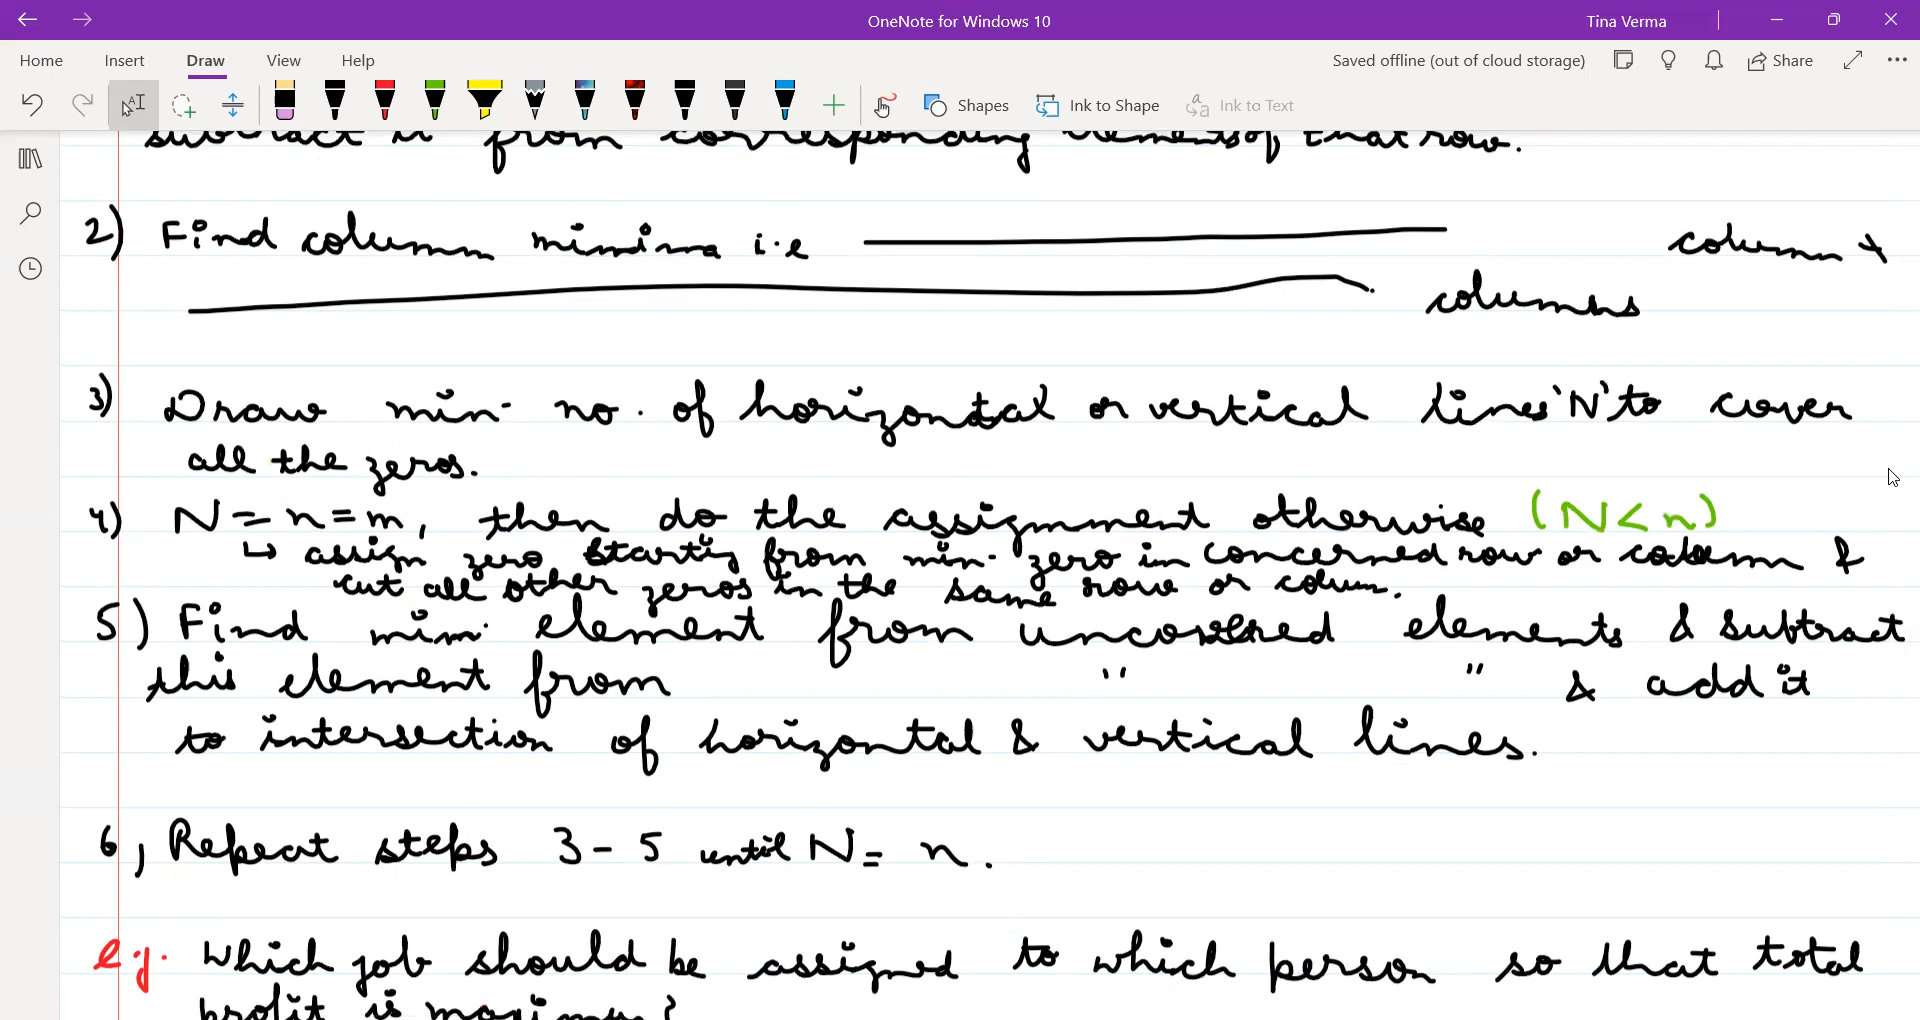 OneNote for Windows 10
Tina Verma
Home Insert Draw View Help
Saved offline (out of cloud storage)
Share
Shapes
Ink to Shape
Ink to Text
subtract it from corresponding elements of that row.
2) Find column minima i.e column &
columns
3) Draw min. no. of horizontal or vertical lines 'N' to cover
all the zeros.
4) N = n = m, then do the assignment otherwise (N < n)
↳ assign zero starting from min. zero in concerned row or column &
cut all other zeros in the same row or colum.
5) Find mim. element from uncovered elements & subtract
this element from " " & add it
to intersection of horizontal & vertical lines.
6) Repeat steps 3 - 5 until N = n.
eg. Which job should be assigned to which person so that total
profit is maximum?